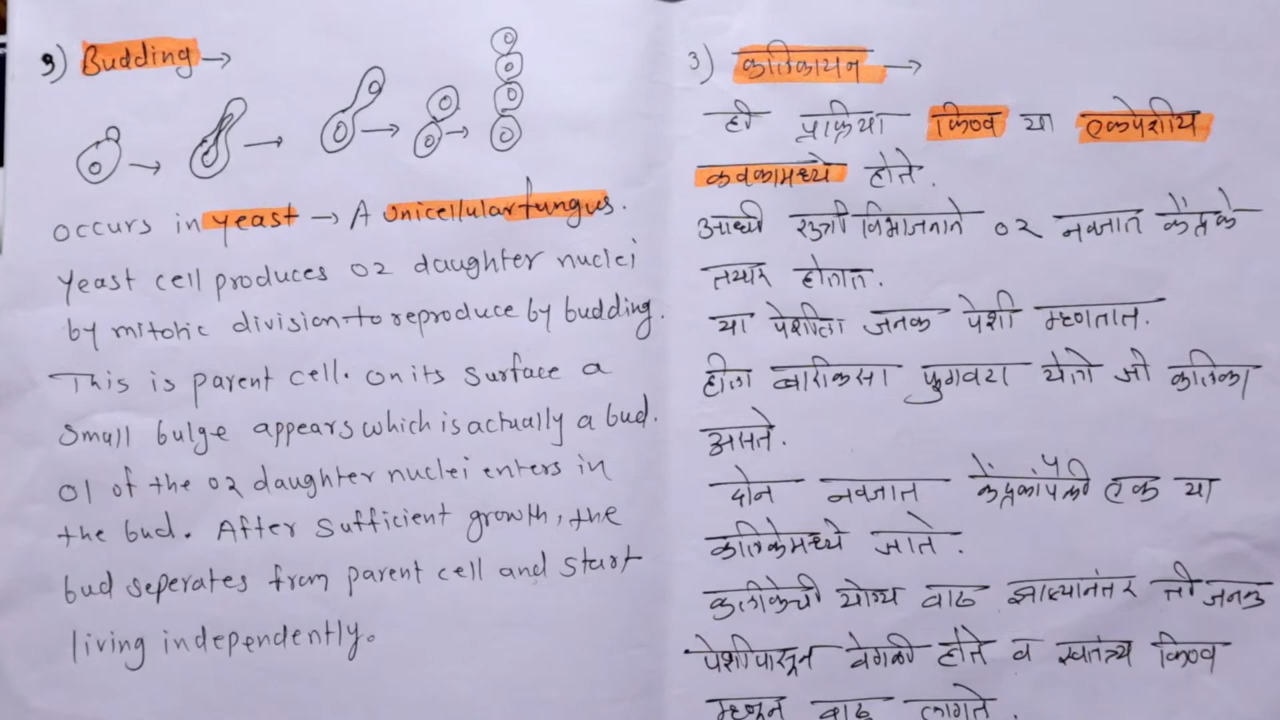 3) Budding →
occurs in yeast → A unicellular fungus.
Yeast cell produces 02 daughter nuclei
by mitotic division to reproduce by budding.
This is parent cell. On its surface a
small bulge appears which is actually a bud.
01 of the 02 daughter nuclei enters in
the bud. After sufficient growth, the
bud seperates from parent cell and start
living independently.
3) कलिकायन →
ही प्रक्रिया किण्व या एकपेशीय
कवकामध्ये होते.
आधी सूत्री विभाजनाने ०२ नवजात केंद्रके
तयार होतात.
या पेशीला जनक पेशी म्हणतात.
हीला बारीकसा फुगवटा येतो जी कलिका
असते.
दोन नवजात केंद्रकांपैकी एक या
कलिकेमध्ये जाते.
कलीकेची योग्य वाढ झाल्यानंतर ती जनक
पेशीपासून वेगळी होते व स्वतंत्र्य किण्व
म्हणून वाढू लागते.